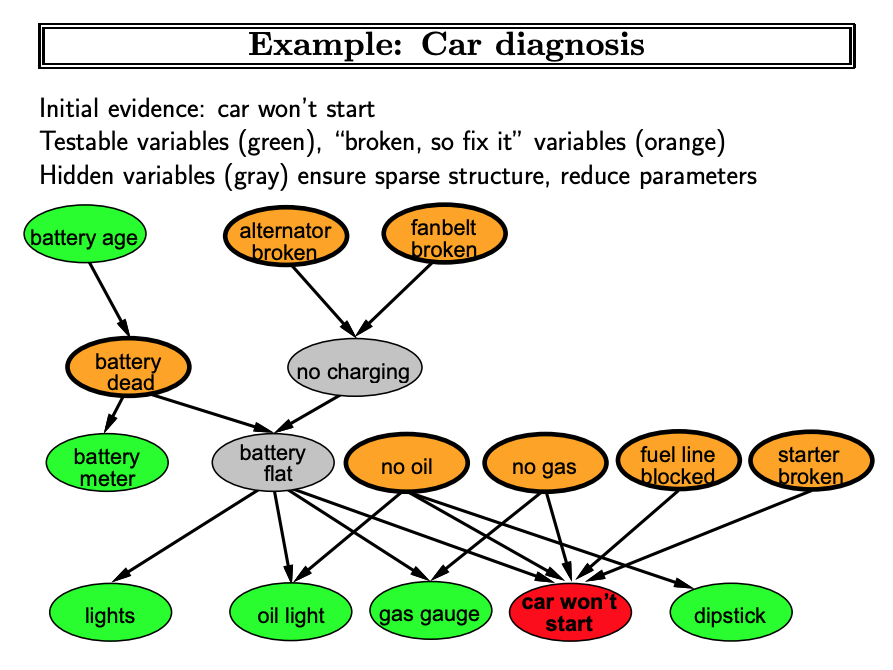 Example: Car diagnosis
Initial evidence: car won't start
Testable variables (green), “broken, so fix it” variables (orange)
Hidden variables (gray) ensure sparse structure, reduce parameters
battery age
alternator
broken
fanbelt
broken
battery
dead
no charging
battery
meter
battery
flat
no oil
no gas
fuel line
blocked
starter
broken
lights
oil light
gas gauge
car won't
start
dipstick